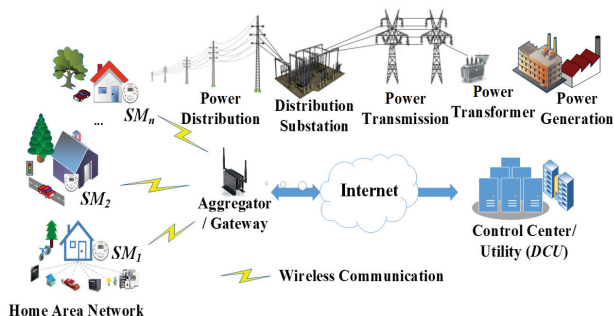 Power
Distribution
Distribution
Substation
Power
Transmission
Power
Transformer
Power
Generation
SMn
...
SM2
SM1
Aggregator
/ Gateway
Internet
Control Center/
Utility (DCU)
Wireless Communication
Home Area Network